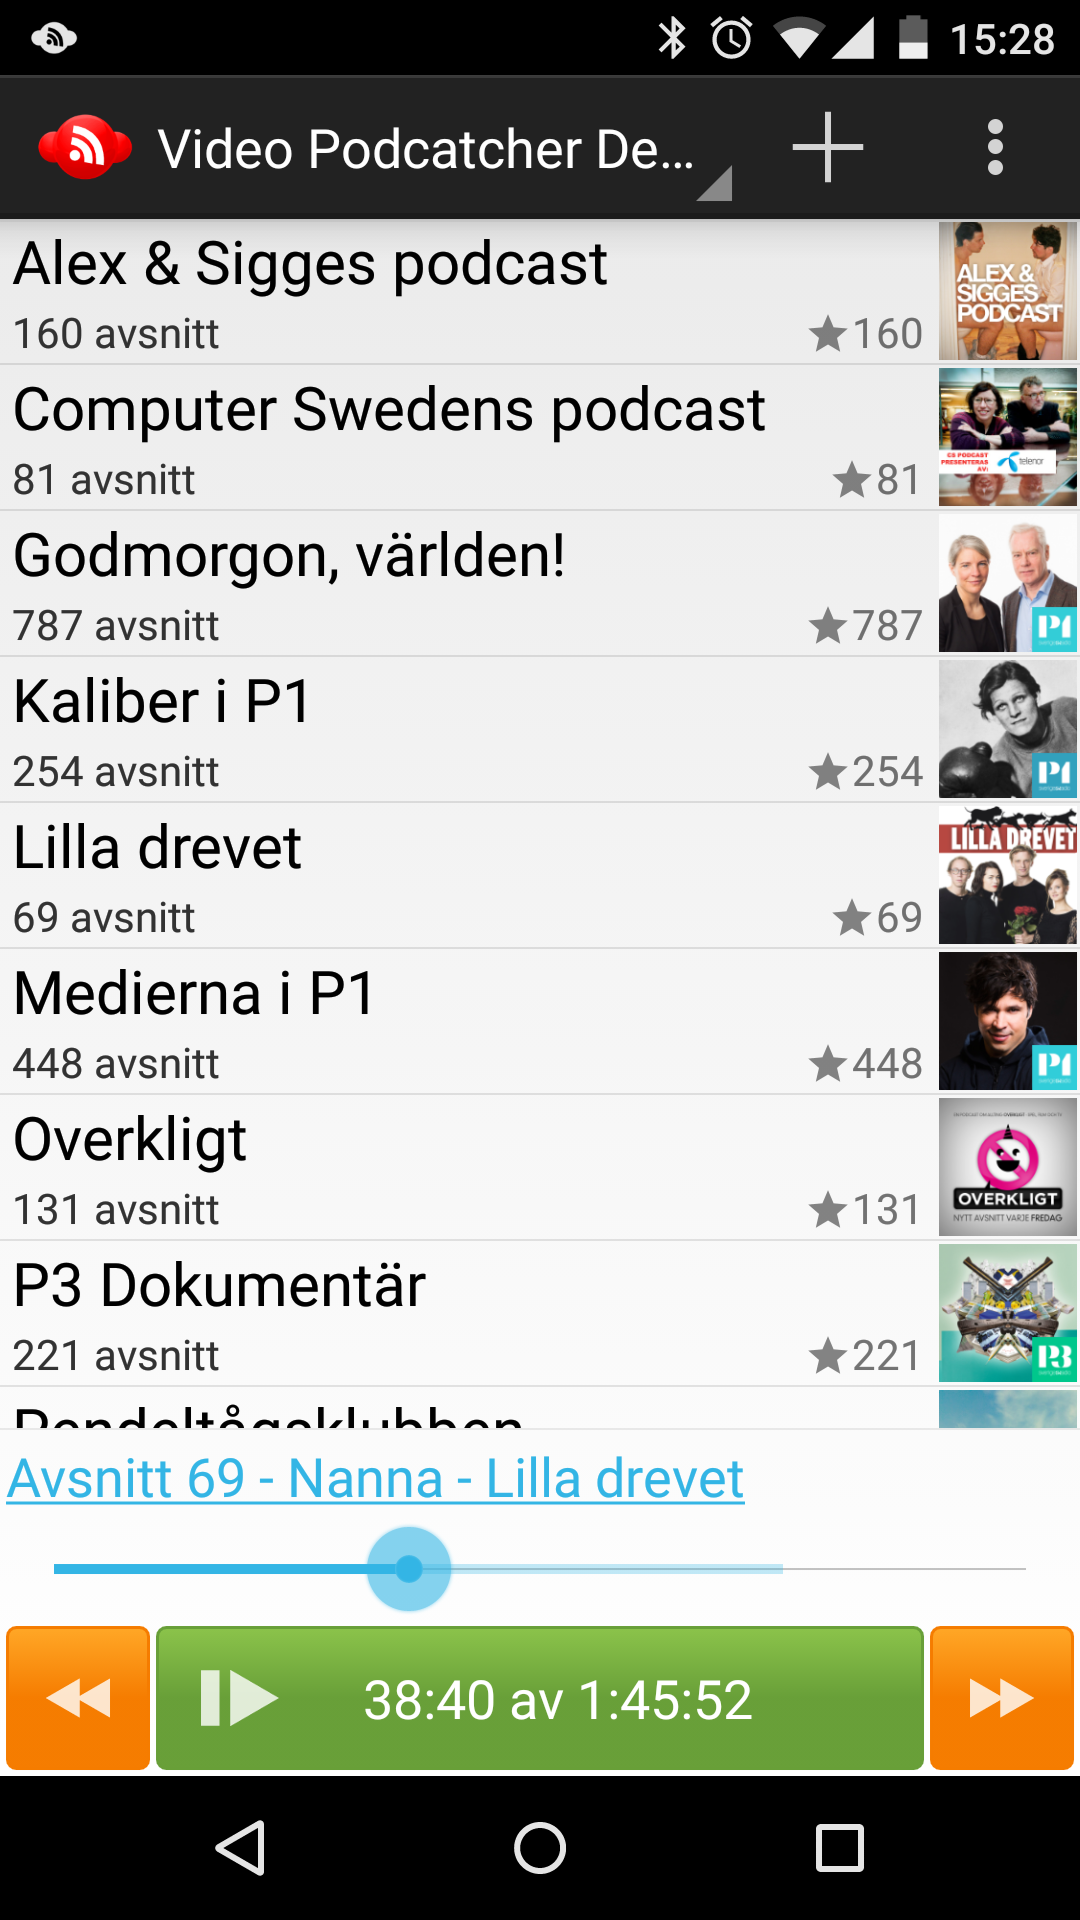 15:28
Video Podcatcher De...
Alex & Sigges podcast
160 avsnitt
160
ALEX &
SIGGES
PODCAST
Computer Swedens podcast
81 avsnitt
81
CS PODCAST
PRESENTERAS
AV:
telenor
Godmorgon, världen!
787 avsnitt
787
P1
Kaliber i P1
254 avsnitt
254
P1
Lilla drevet
69 avsnitt
69
LILLA DREVET
Medierna i P1
448 avsnitt
448
P1
Overkligt
131 avsnitt
131
OVERKLIGT
NYTT AVSNITT VARJE FREDAG
P3 Dokumentär
221 avsnitt
221
P3
Pendeltågsklubben
Avsnitt 69 - Nanna - Lilla drevet
38:40 av 1:45:52